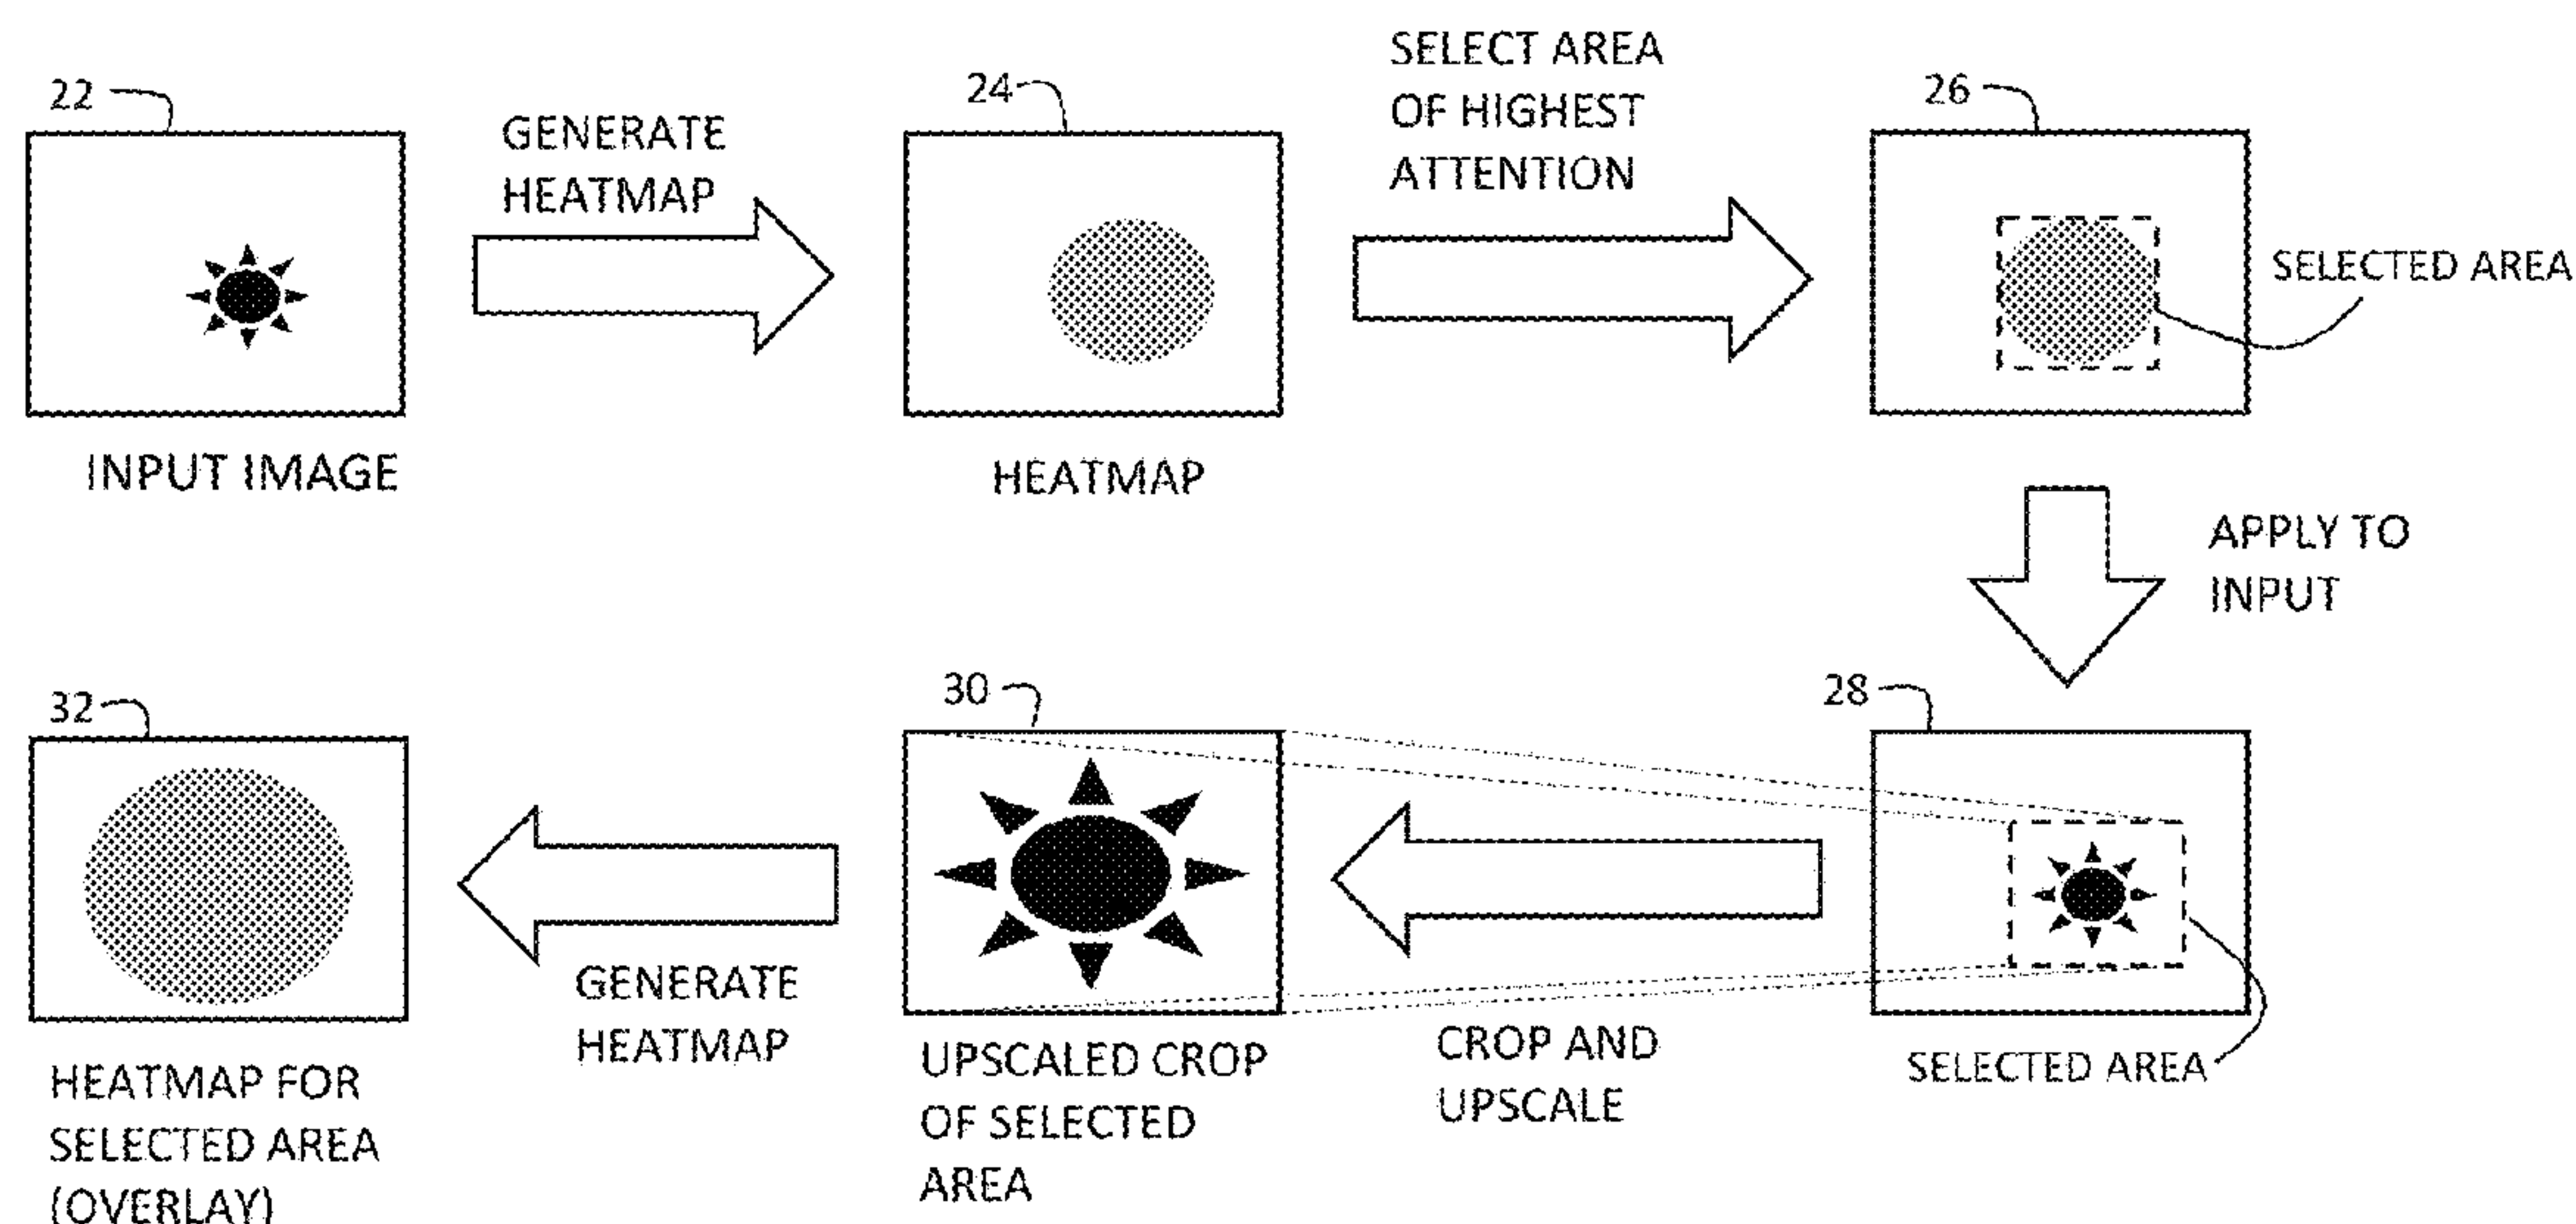 22
GENERATE
HEATMAP
24
SELECT AREA
OF HIGHEST
ATTENTION
26
SELECTED AREA
INPUT IMAGE
HEATMAP
APPLY TO
INPUT
28
SELECTED AREA
CROP AND
UPSCALE
30
UPSCALED CROP
OF SELECTED
AREA
GENERATE
HEATMAP
32
HEATMAP FOR
SELECTED AREA
(OVERLAY)